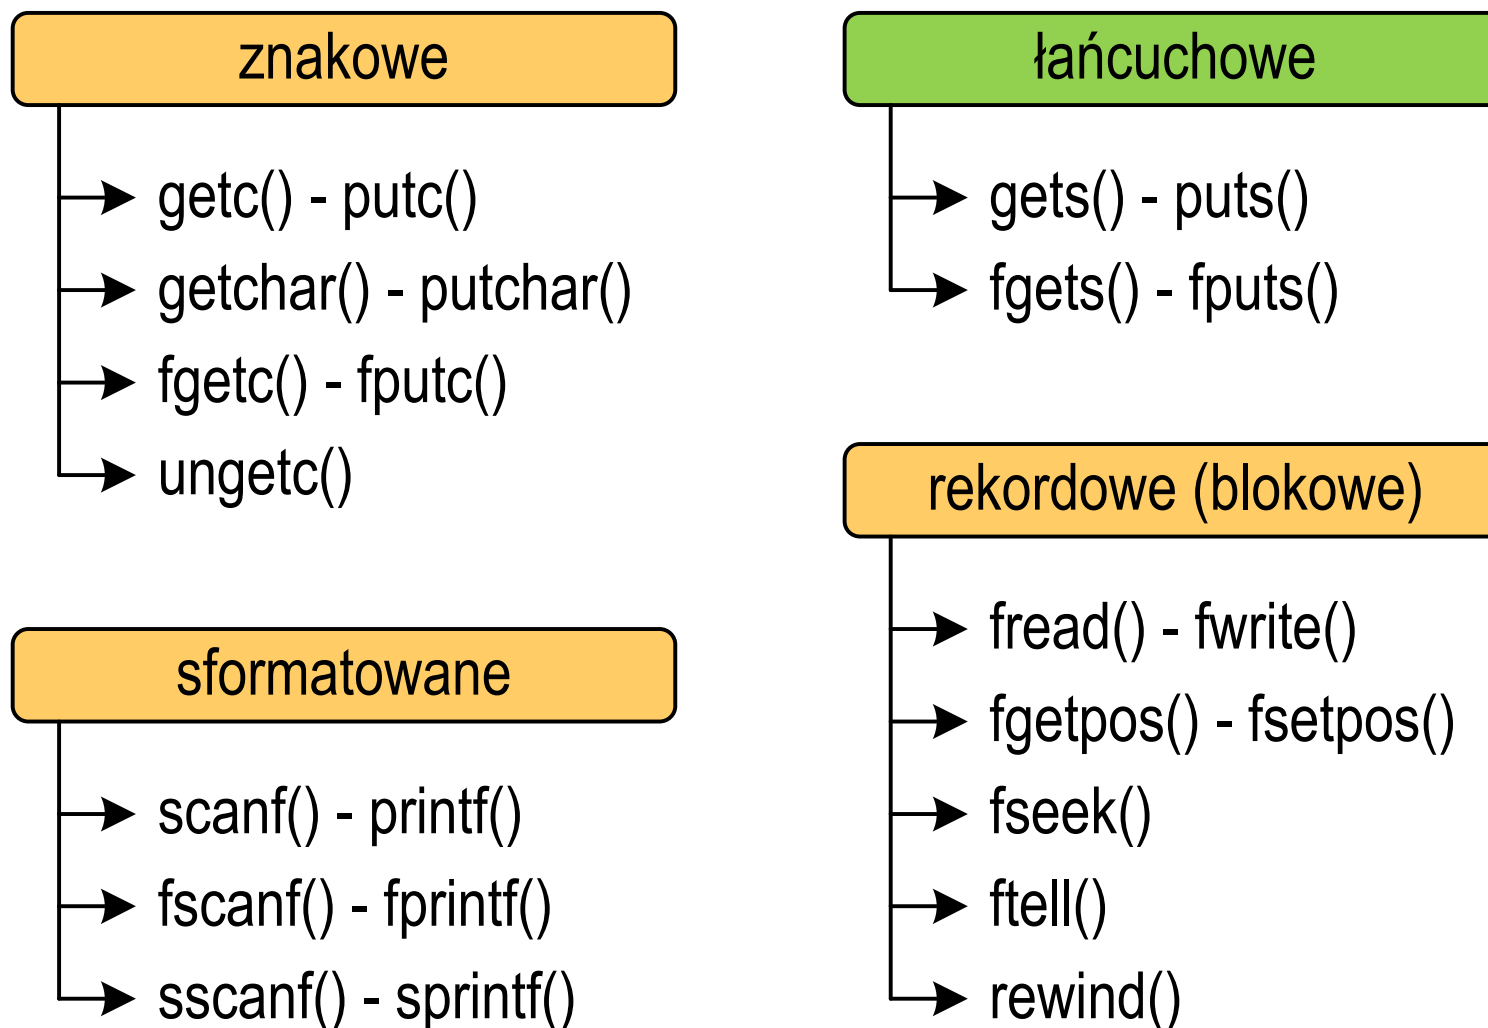 znakowe
getc() - putc()
getchar() - putchar()
fgetc() - fputc()
ungetc()
sformatowane
scanf() - printf()
fscanf() - fprintf()
sscanf() - sprintf()
łańcuchowe
gets() - puts()
fgets() - fputs()
rekordowe (blokowe)
fread() - fwrite()
fgetpos() - fsetpos()
fseek()
ftell()
rewind()